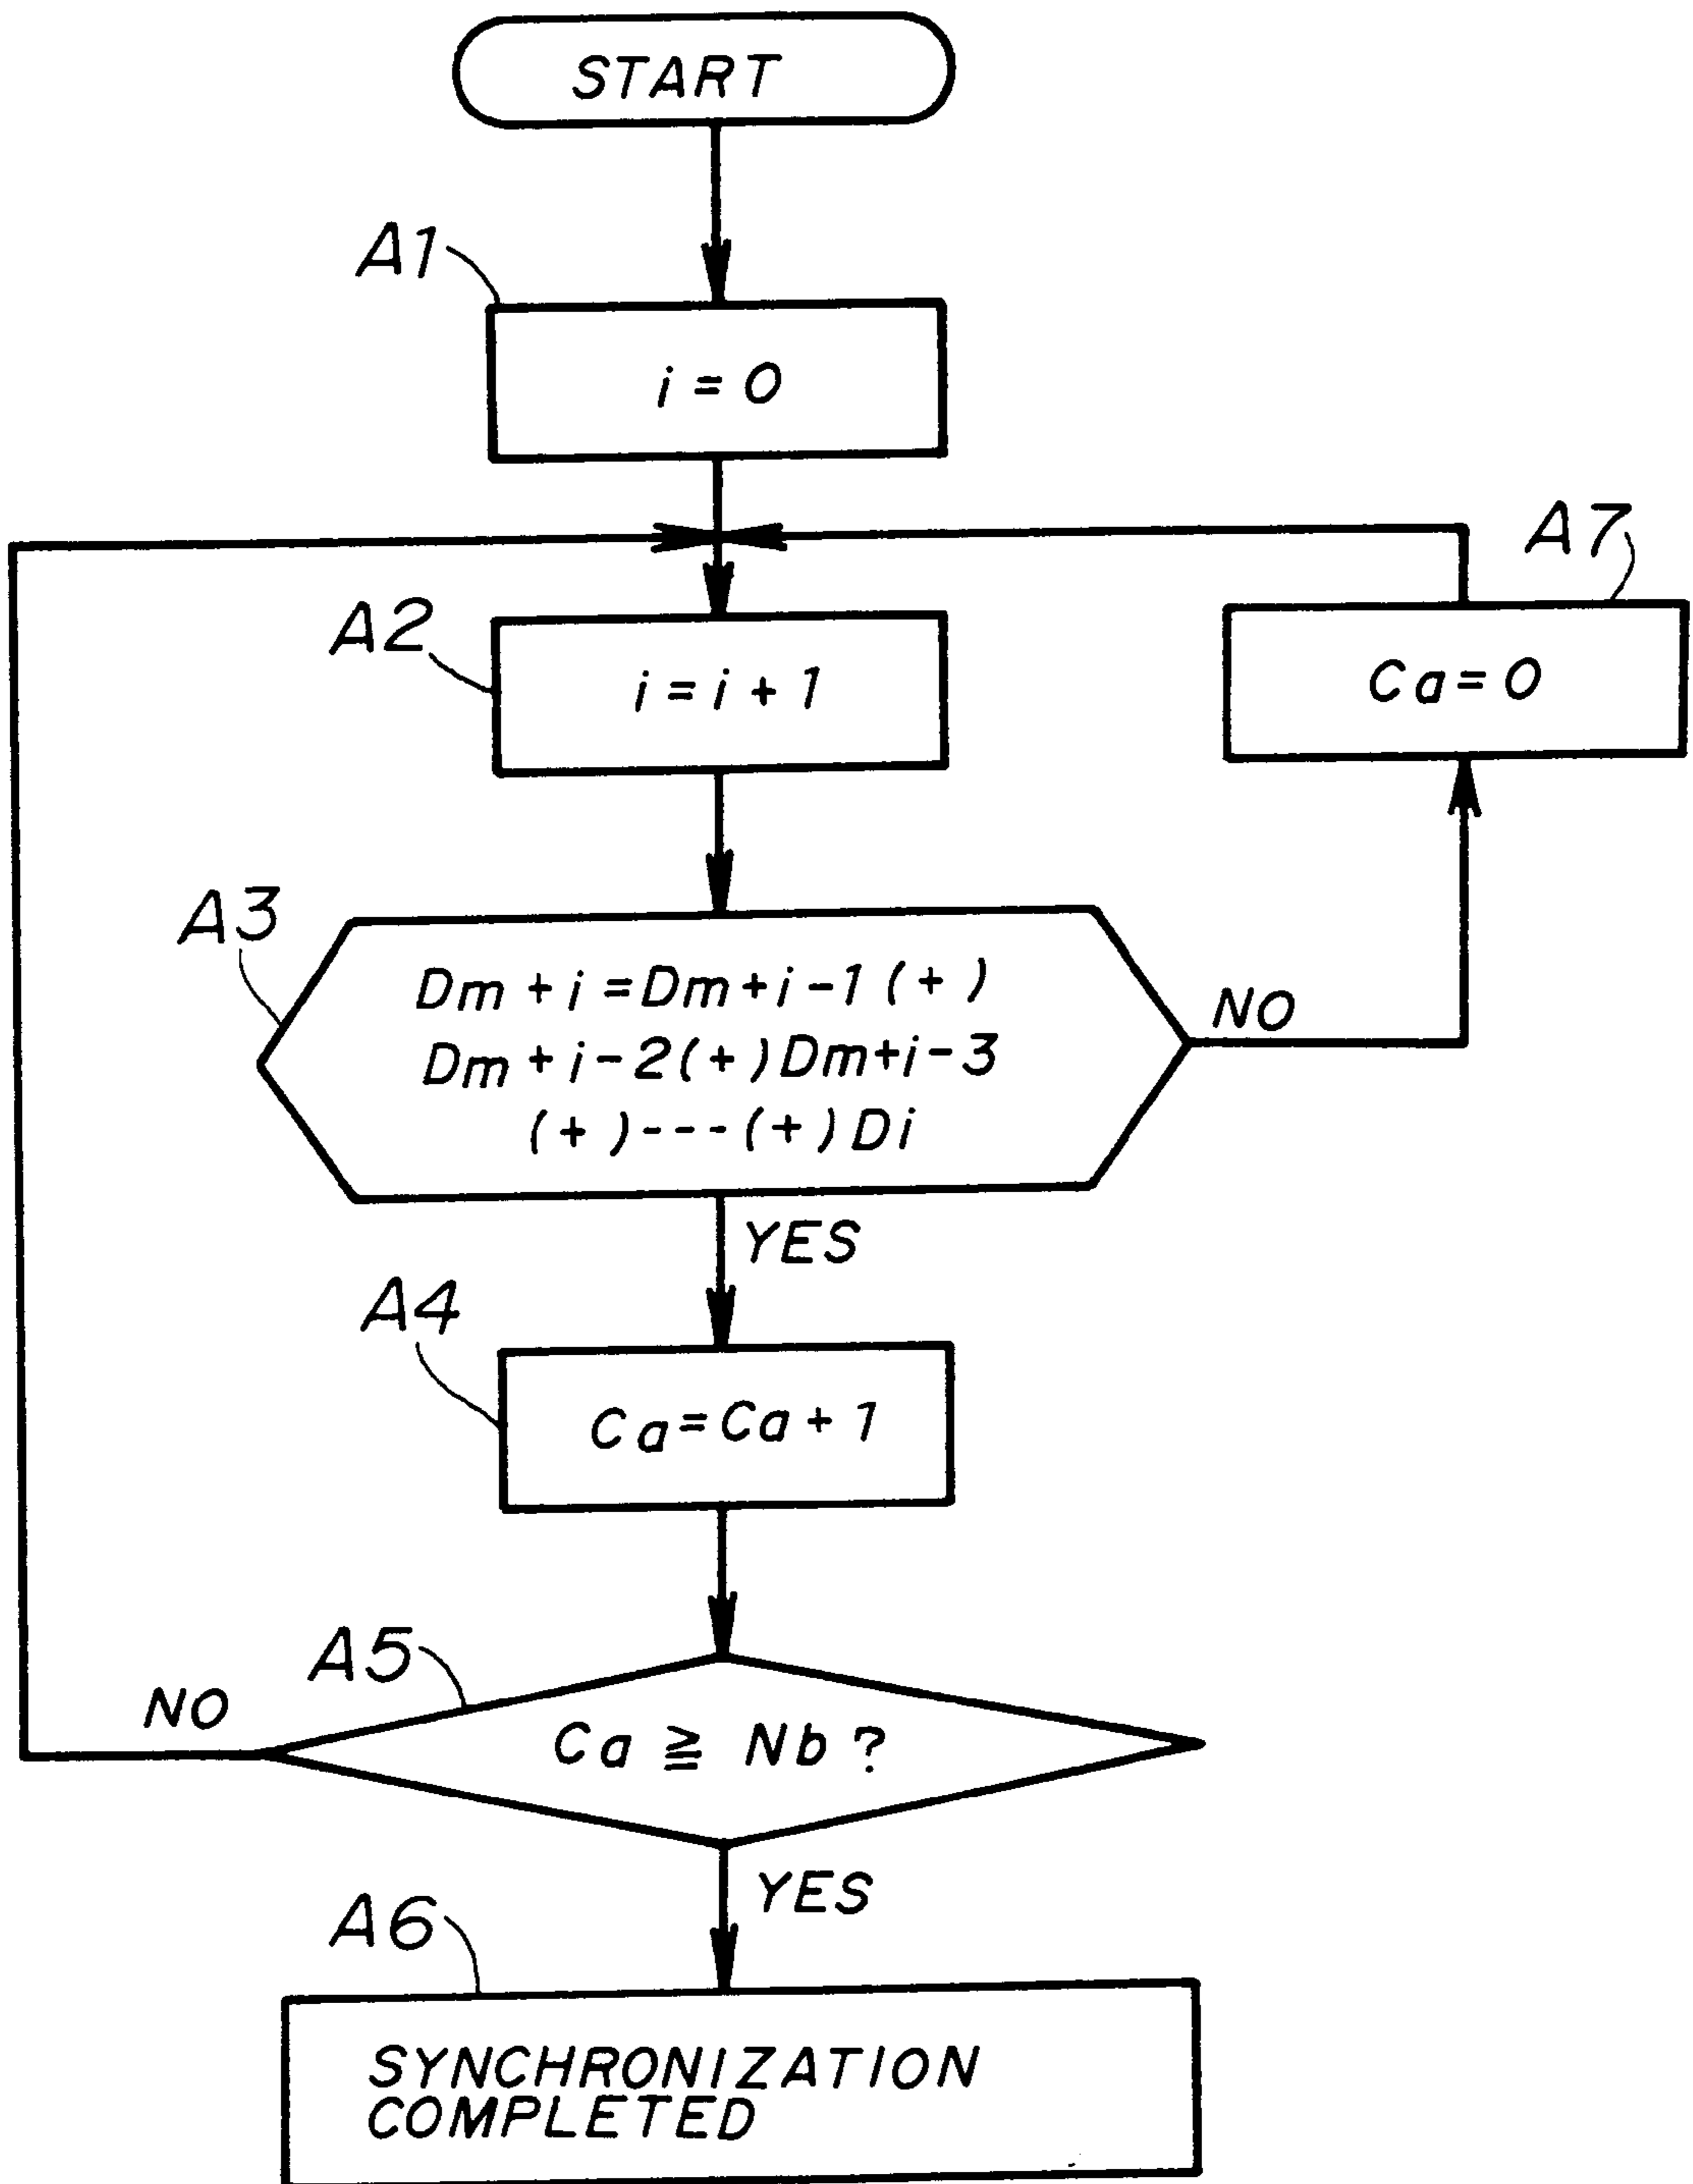 START
A1
i = 0
A7
A2
i = i + 1
Ca = 0
A3
Dm + i = Dm + i - 1 (+)
Dm + i - 2 (+) Dm + i - 3
(+) --- (+) Di
NO
YES
A4
Ca = Ca + 1
A5
NO
Ca ≧ Nb ?
YES
A6
SYNCHRONIZATION
COMPLETED